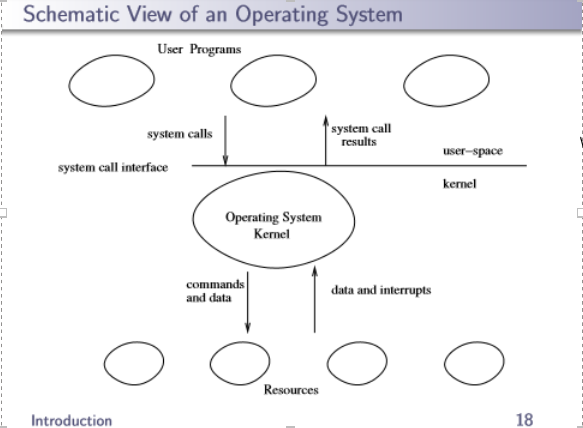 Schematic View of an Operating System
User Programs
system calls
system call
results
user–space
system call interface
kernel
Operating System
Kernel
commands
and data
data and interrupts
Resources
Introduction
18